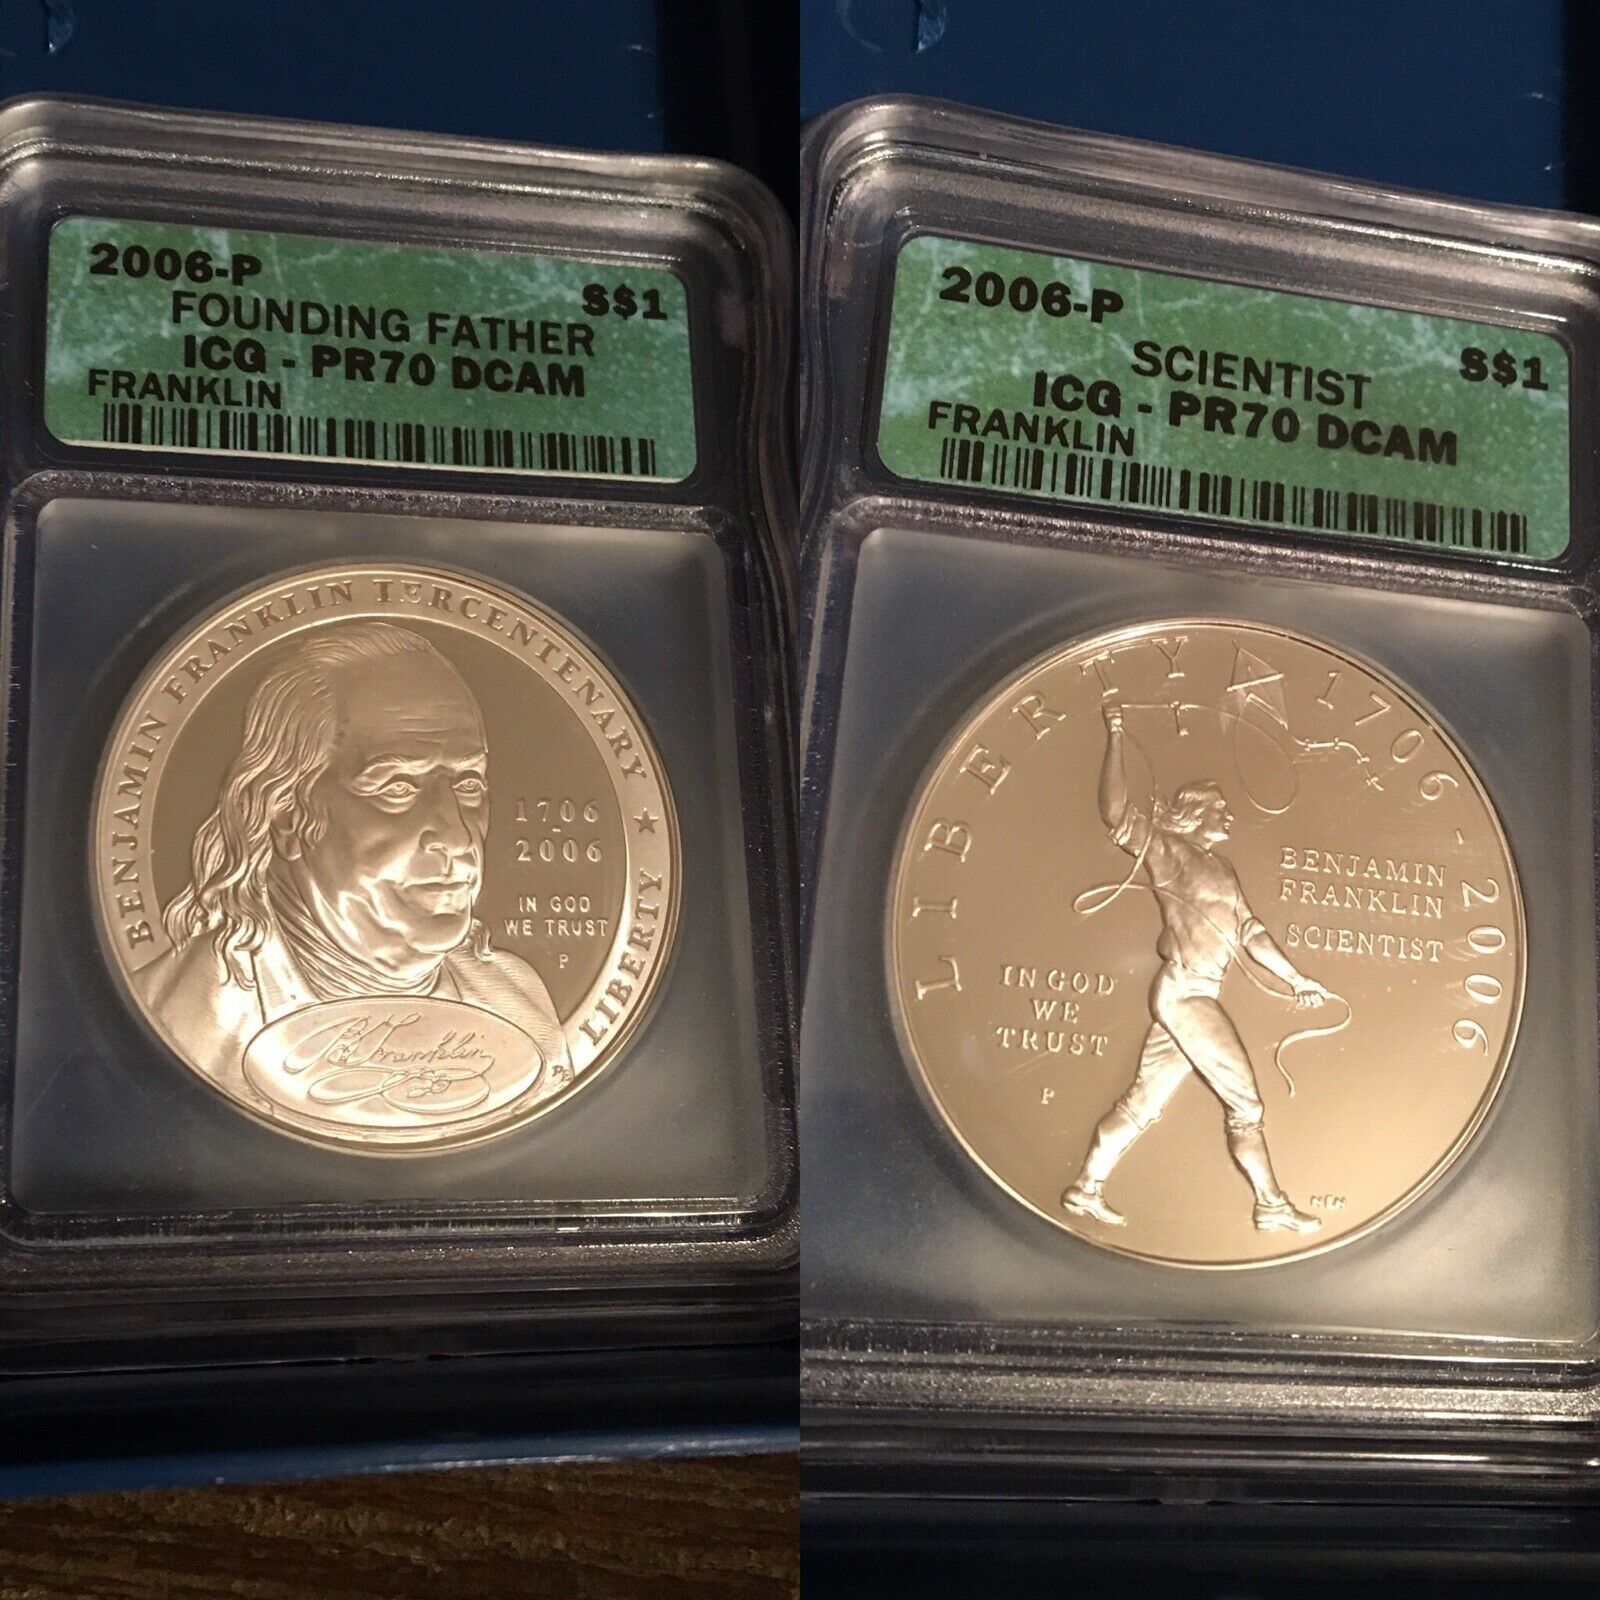 2006-P
S$1
FOUNDING FATHER
ICG - PR70 DCAM
FRANKLIN
BENJAMIN FRANKLIN TERCENTENARY ★ LIBERTY
1706
-
2006
IN GOD
WE TRUST
P
B Franklin
2006-P
S$1
SCIENTIST
ICG - PR70 DCAM
FRANKLIN
LIBERTY 1706-2006
BENJAMIN
FRANKLIN
SCIENTIST
IN GOD
WE
TRUST
P